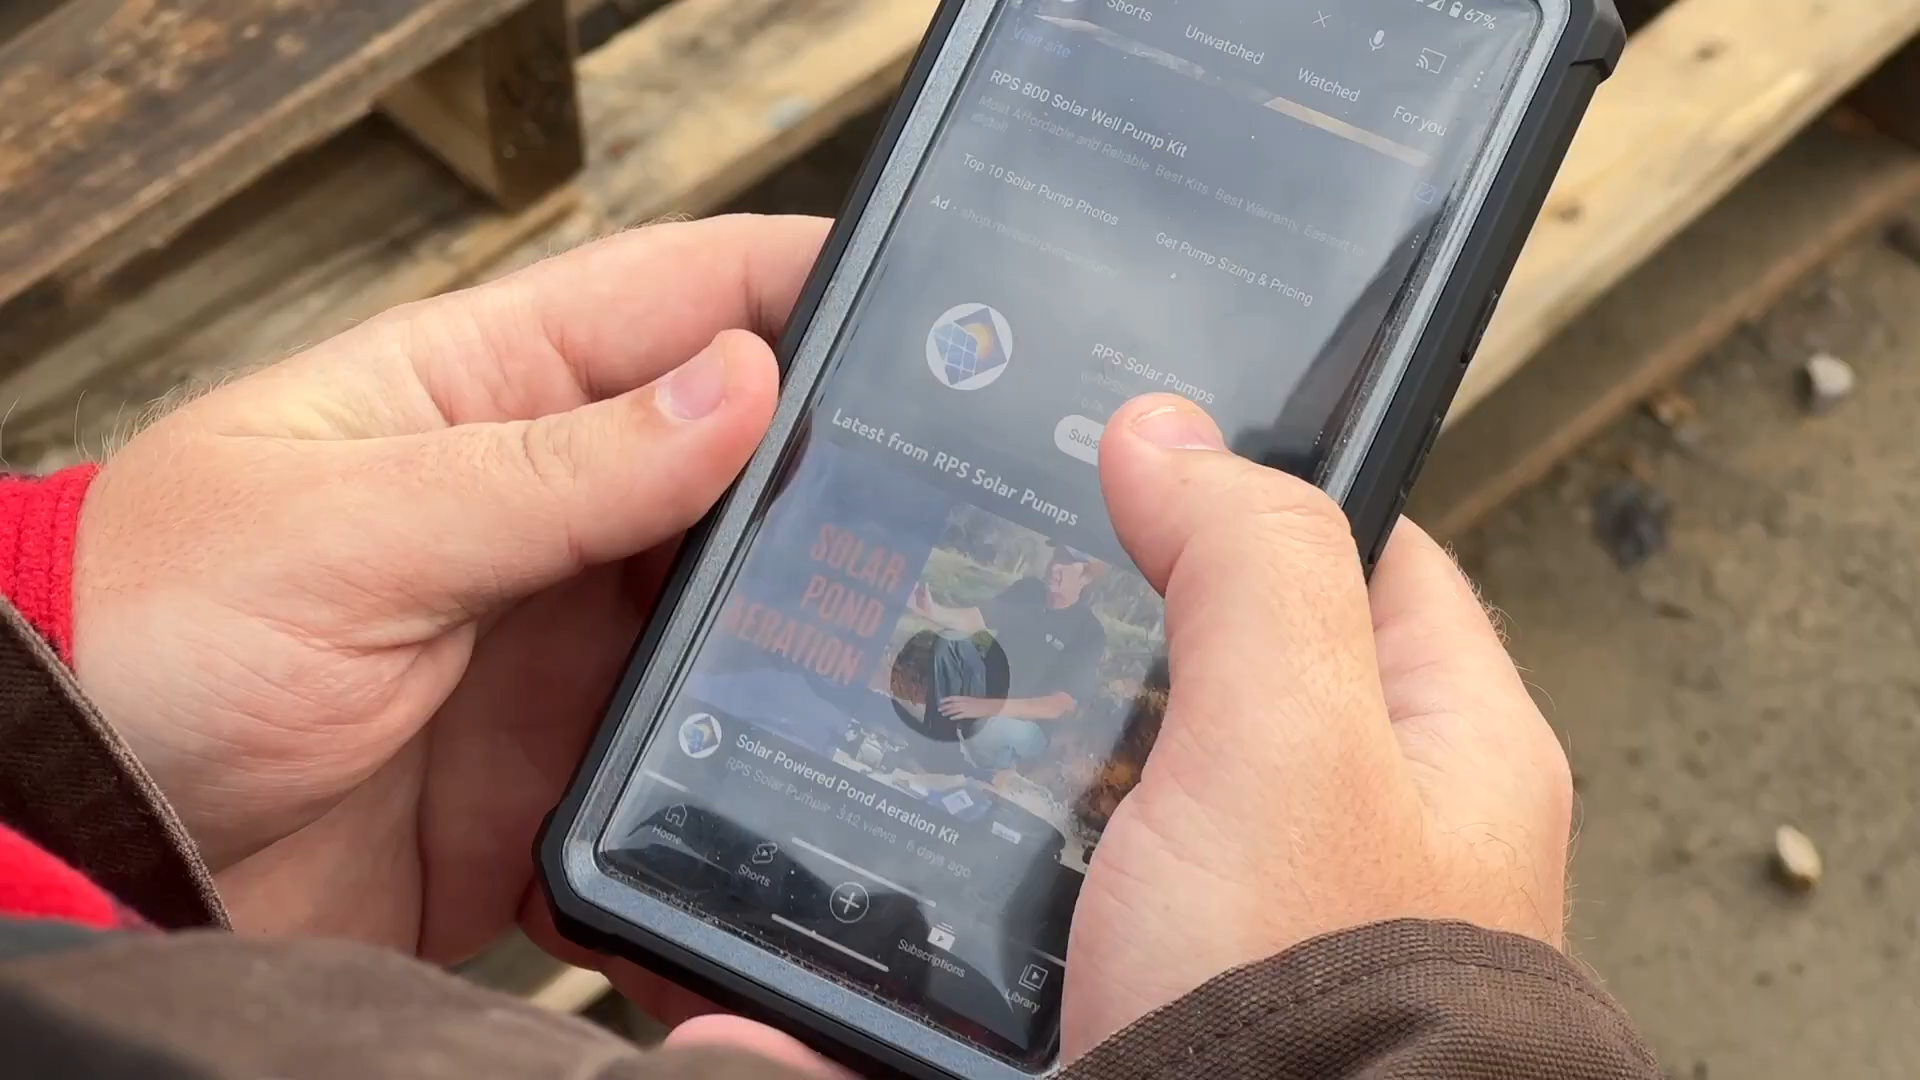 67%
Shorts
Unwatched
Watched
For you
Visit site
RPS 800 Solar Well Pump Kit
Most Affordable and Reliable. Best Kits. Best Warranty. Easiest to
install!
Top 10 Solar Pump Photos
Get Pump Sizing & Pricing
Ad
RPS Solar Pumps
Latest from RPS Solar Pumps
SOLAR
POND
AERATION
Solar Powered Pond Aeration Kit
RPS Solar Pumps 342 views 6 days ago
Home
Shorts
Subscriptions
Library